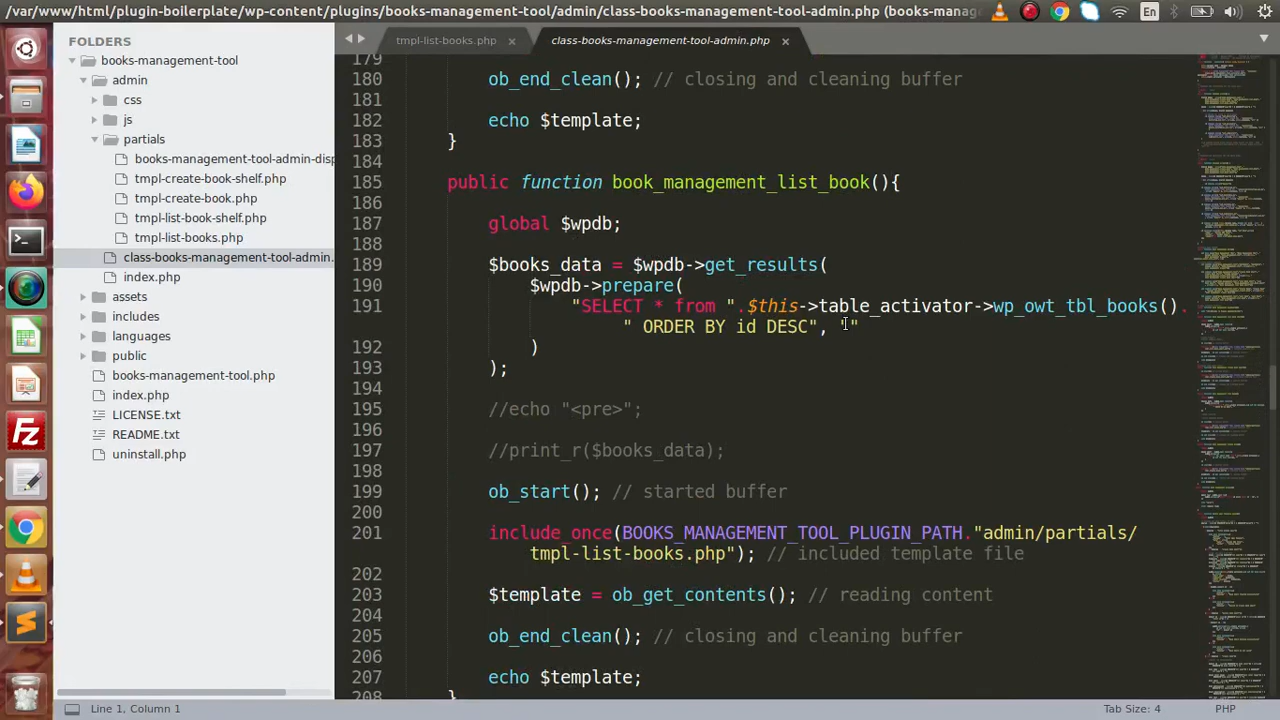 /var/www/html/plugin-boilerplate/wp-content/plugins/books-management-tool/admin/class-books-management-tool-admin.php (books-manag
En
FOLDERS
books-management-tool
admin
css
js
partials
books-management-tool-admin-disp
tmpl-create-book-shelf.php
tmpl-create-book.php
tmpl-list-book-shelf.php
tmpl-list-books.php
class-books-management-tool-admin.
index.php
assets
includes
languages
public
books-management-tool.php
index.php
LICENSE.txt
README.txt
uninstall.php
tmpl-list-books.php × class-books-management-tool-admin.php ×
179
180 ob_end_clean(); // closing and cleaning buffe
181
182 echo $template;
183 }
184
185 public function book_management_list_book(){
186
187 global $wpdb;
188
189 data = $wpdb->get_results(
190 $wpdb->prepare(
191 "SELECT * from ".$this->table_activator->wp_owt_tbl_books().
" ORDER BY id DESC", ""
192 )
193 );
194
195 "<pre>";
196
197 int_r($books_data);
198
199 ob_start(); // started buffer
200
201 include_once(BOOKS_MANAGEMENT_TOOL_PLUGIN_PATH."admin/partials/
tmpl-list-books.php"); // included template file
202
203 $template = ob_get_contents(); // reading content
204
205 ob_end_clean(); // closing and cleaning buffer
206
207 echo $template;
208 }
Line 1, Column 1
Tab Size: 4
PHP